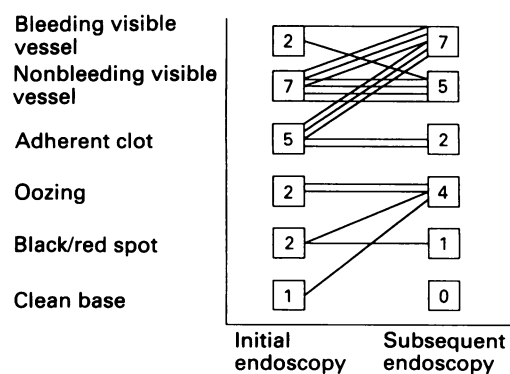 Bleeding visible
vessel
2 7
Nonbleeding visible
vessel
7 5
Adherent clot 5 2
Oozing 2 4
Black/red spot 2 1
Clean base 1 0
Initial Subsequent
endoscopy endoscopy